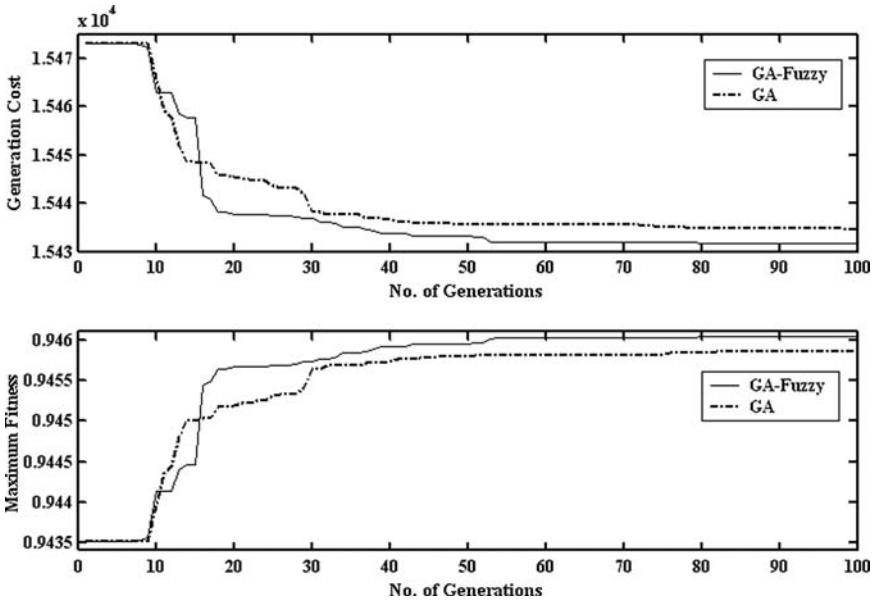 x 10⁴
1.547
1.546
1.545
1.544
1.543
Generation Cost
GA-Fuzzy
GA
0 10 20 30 40 50 60 70 80 90 100
No. of Generations
0.946
0.9455
0.945
0.9445
0.944
0.9435
Maximum Fitness
GA-Fuzzy
GA
0 10 20 30 40 50 60 70 80 90 100
No. of Generations